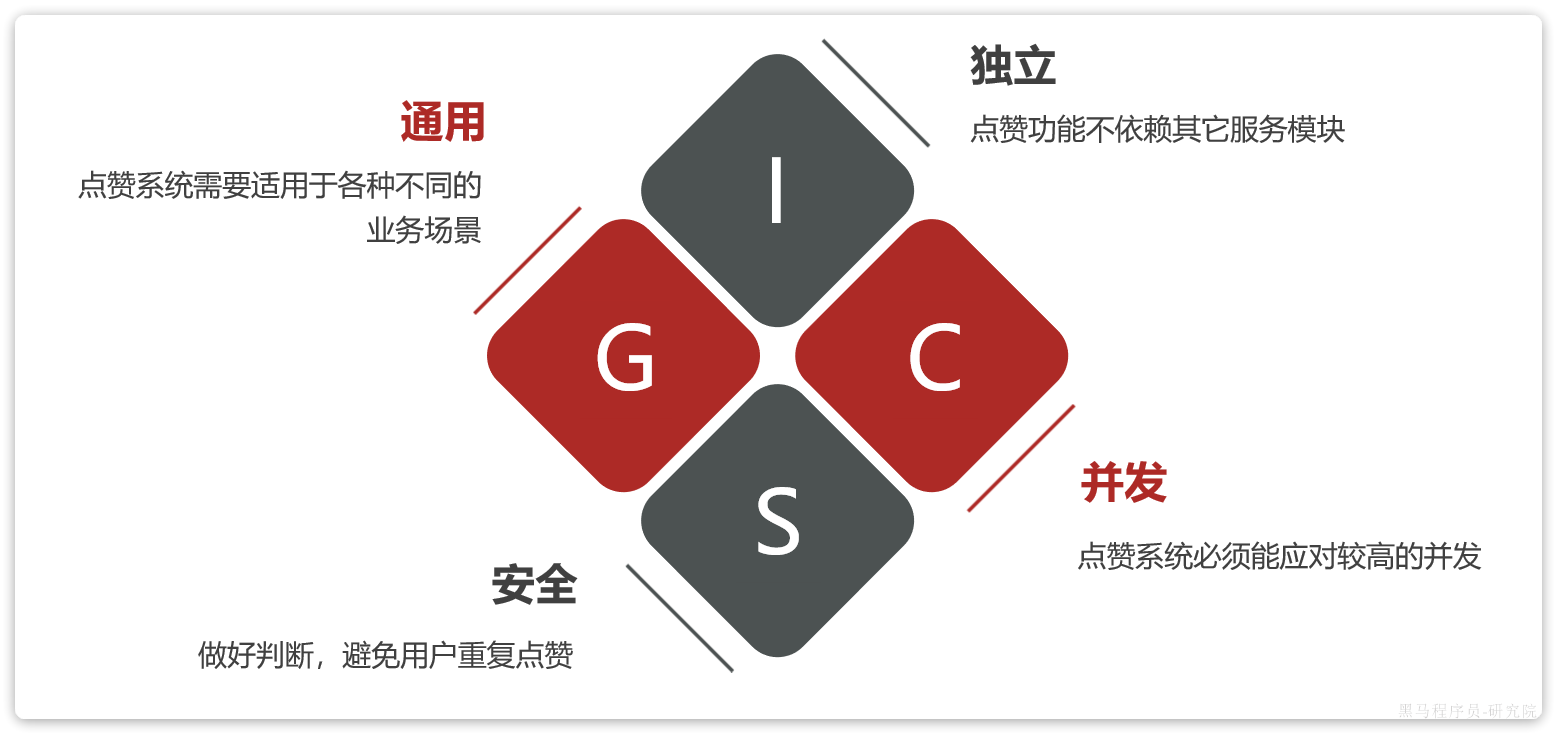 独立
点赞功能不依赖其它服务模块
通用
点赞系统需要适用于各种不同的
业务场景
I
G
C
S
并发
点赞系统必须能应对较高的并发
安全
做好判断，避免用户重复点赞
黑马程序员-研究院